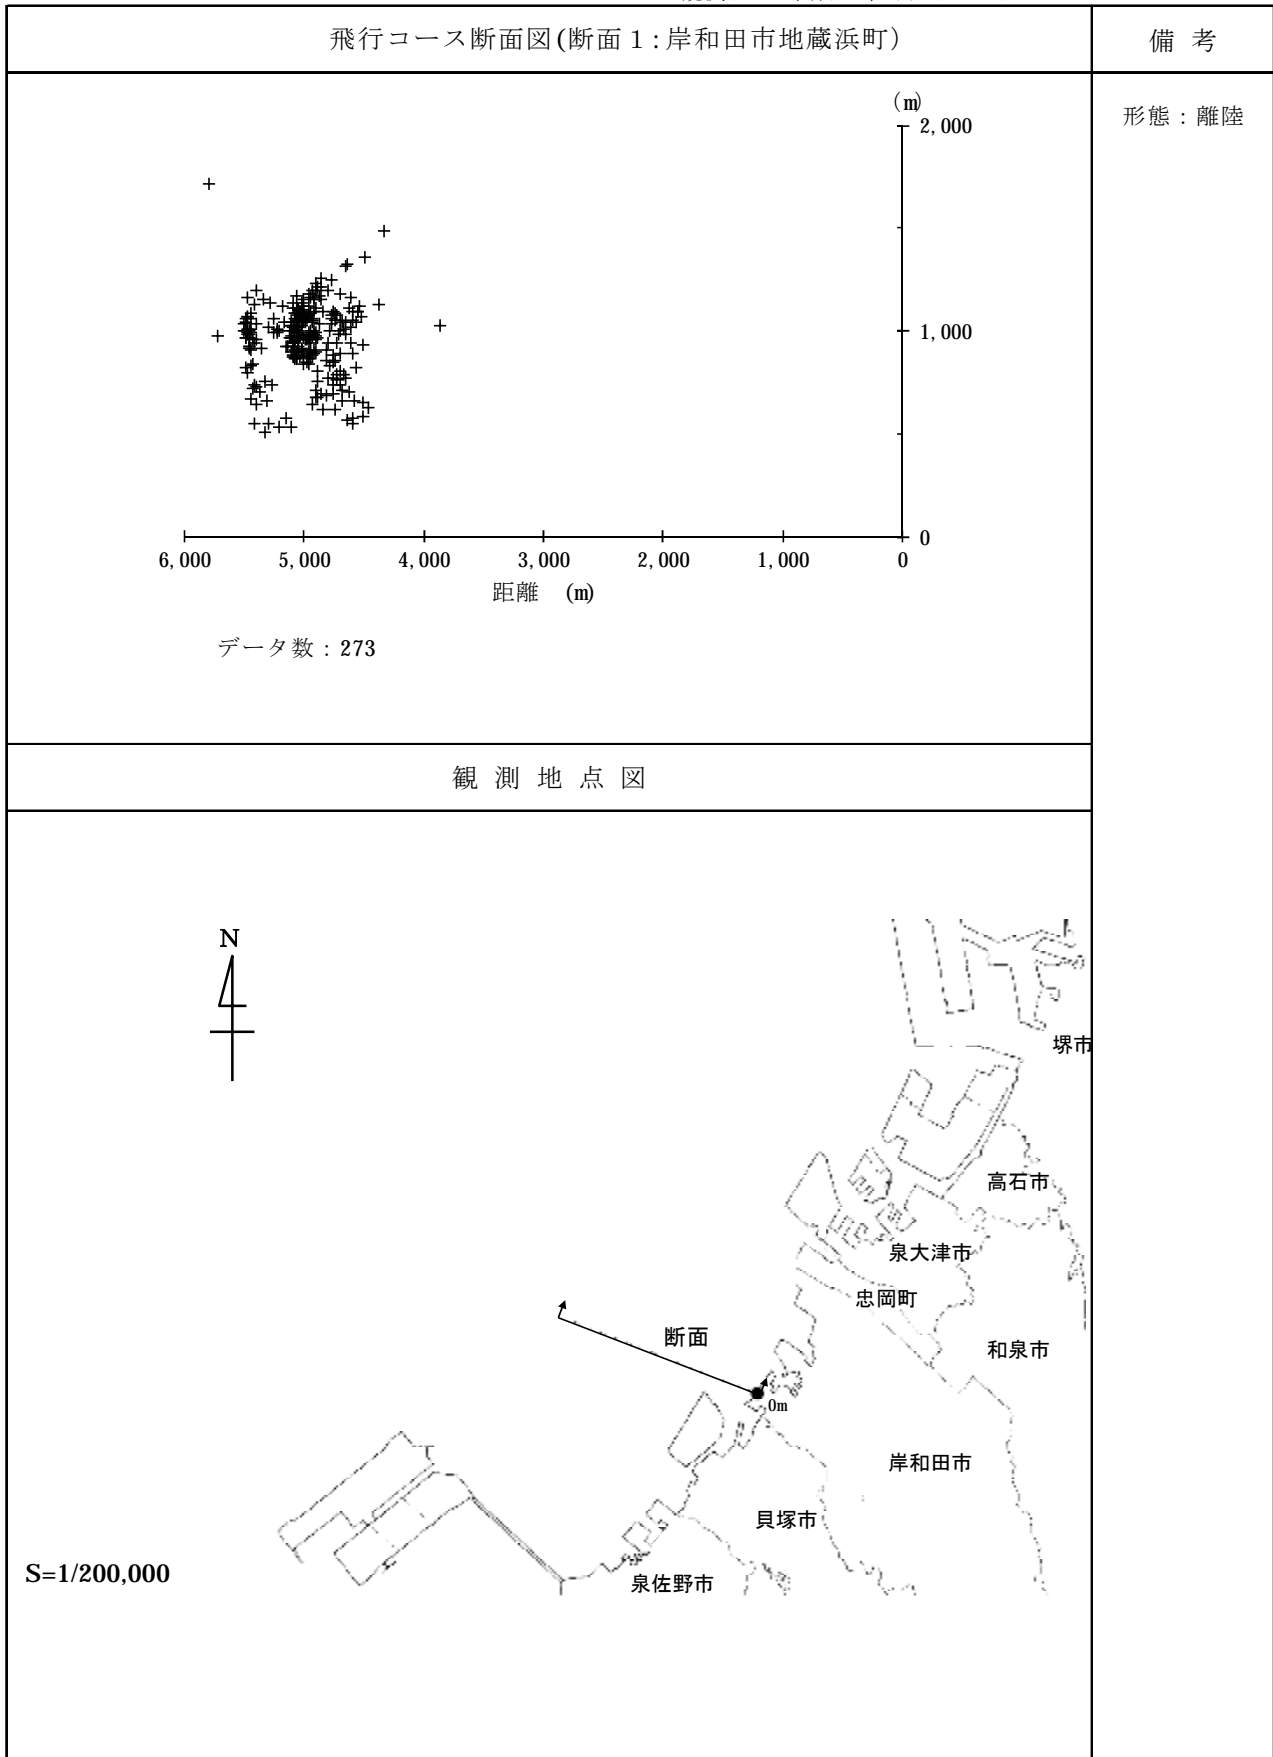 飛行コース断面図(断面1:岸和田市地蔵浜町)
備 考
(m)
形態:離陸
2,000
1,000
0
6,000 5,000 4,000 3,000 2,000 1,000 0
距離 (m)
データ数:273
観 測 地 点 図
N
堺市
高石市
泉大津市
忠岡町
断面
和泉市
0m
岸和田市
貝塚市
S=1/200,000
泉佐野市